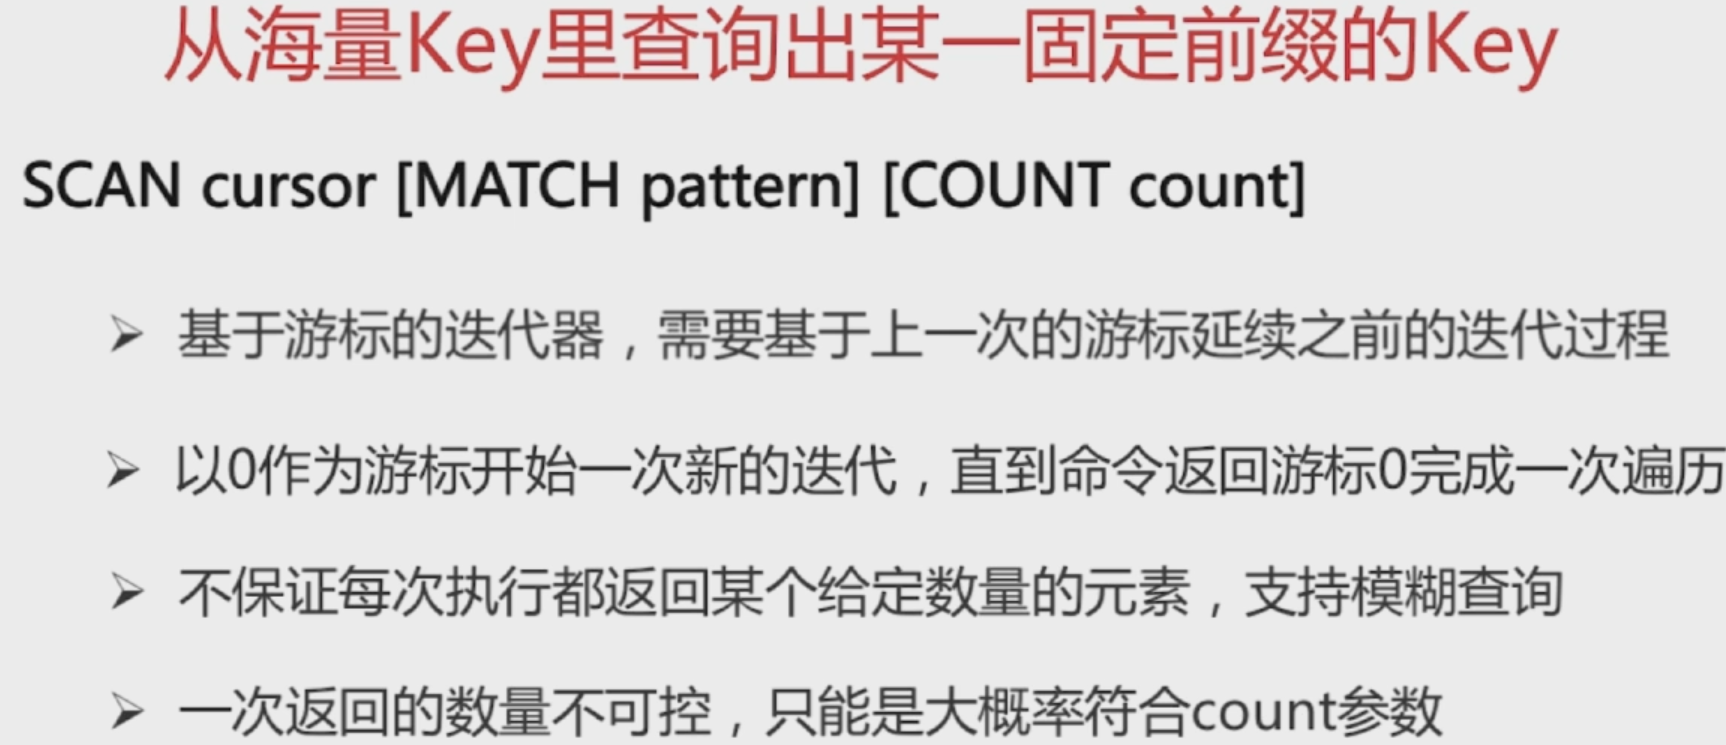 从海量Key里查询出某一固定前缀的Key
SCAN cursor [MATCH pattern] [COUNT count]
➢ 基于游标的迭代器，需要基于上一次的游标延续之前的迭代过程
➢ 以0作为游标开始一次新的迭代，直到命令返回游标0完成一次遍历
➢ 不保证每次执行都返回某个给定数量的元素，支持模糊查询
➢ 一次返回的数量不可控，只能是大概率符合count参数